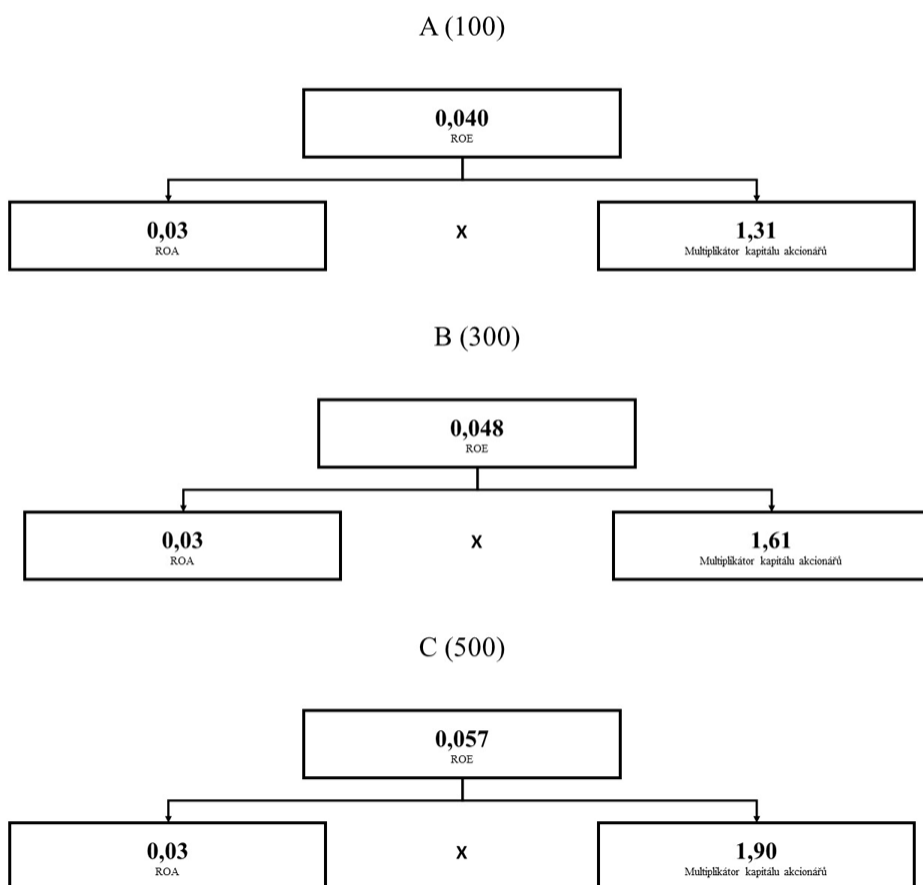 A (100)
0,040
ROE
0,03
ROA
x
1,31
Multiplikátor kapitálu akcionářů
B (300)
0,048
ROE
0,03
ROA
x
1,61
Multiplikátor kapitálu akcionářů
C (500)
0,057
ROE
0,03
ROA
x
1,90
Multiplikátor kapitálu akcionářů